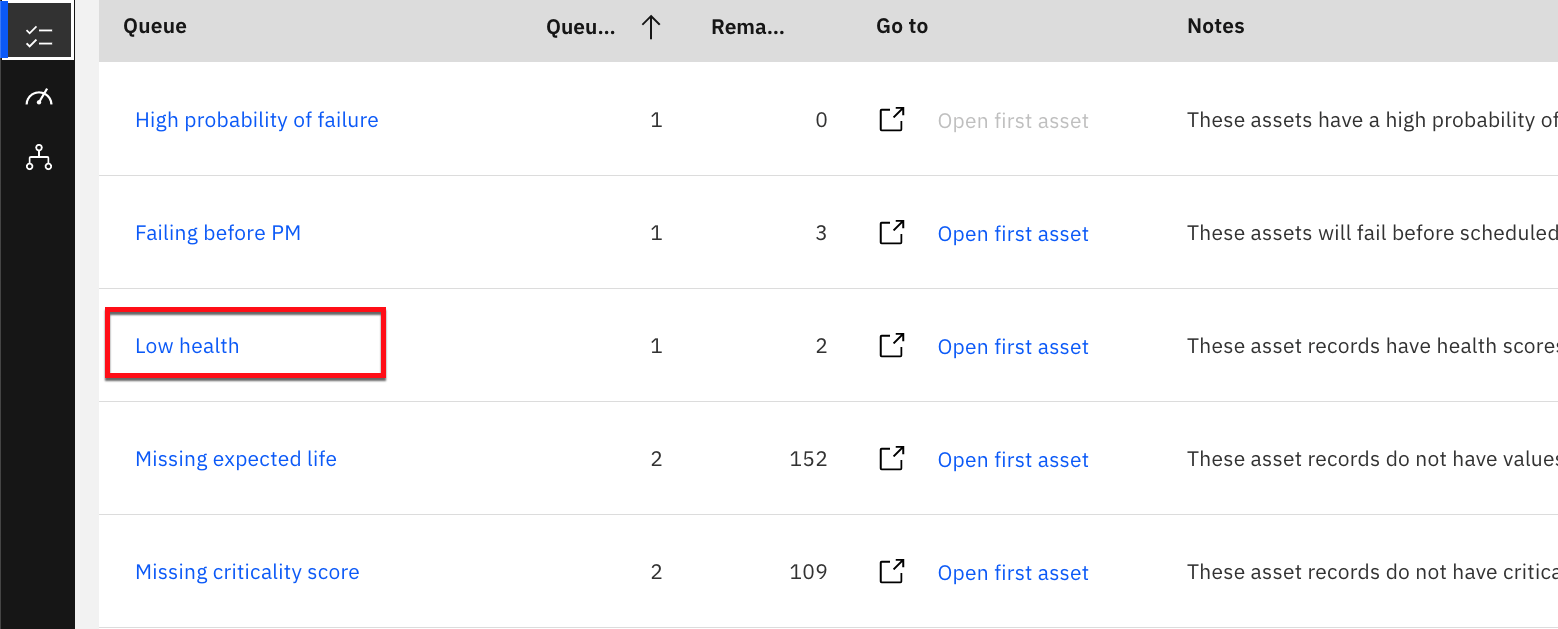 Queue Queu... Rema... Go to Notes
High probability of failure 1 0 Open first asset These assets have a high probability of
Failing before PM 1 3 Open first asset These assets will fail before scheduled
Low health 1 2 Open first asset These asset records have health scores
Missing expected life 2 152 Open first asset These asset records do not have values
Missing criticality score 2 109 Open first asset These asset records do not have critica